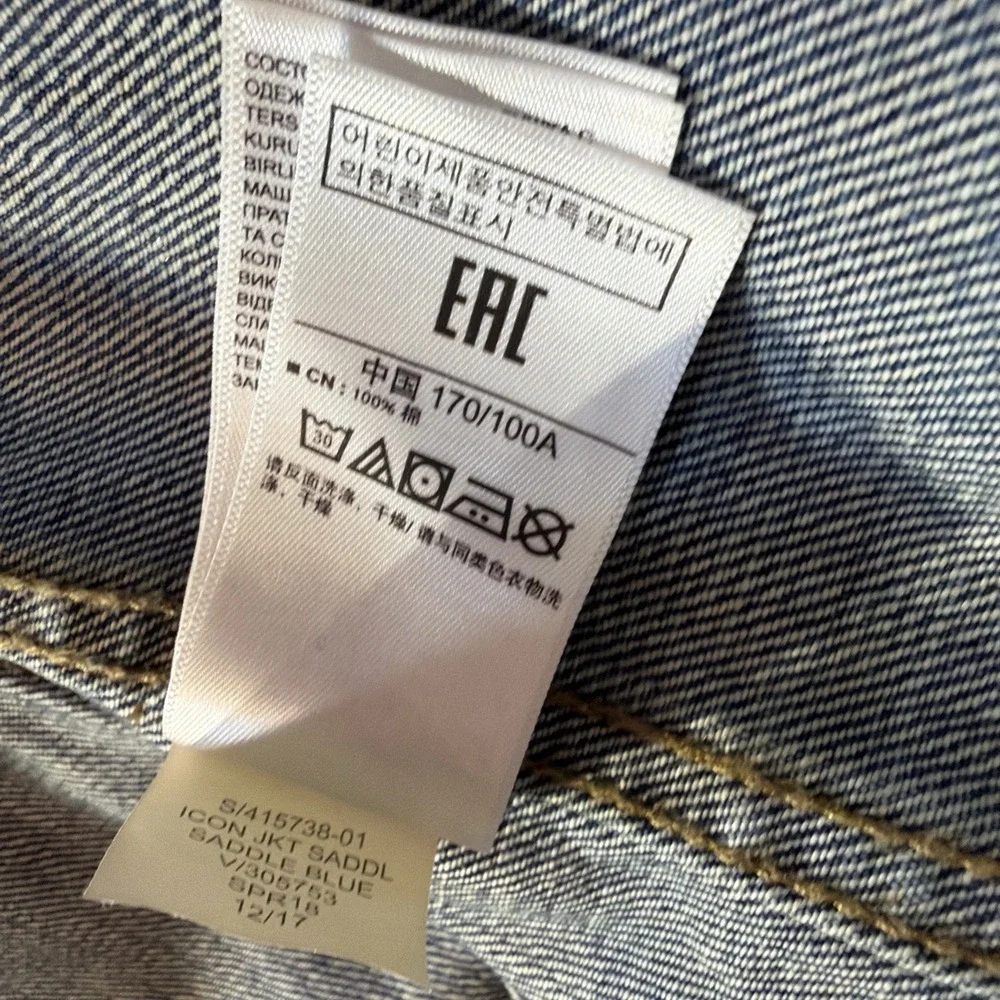 СОСТ
ОДЕЖ
TERS
KURU
BIRLI
МАШ
ПРАТ
ТА С
КОЛ
ВИК
ВІДБ
СЛА
МАL
ТЕ
ЗА
어린이제품안전특별법에
의한품질표시
EAC
中国 170/100A
CN: 100% 棉
30
请反面洗涤、干燥/ 请与同类色衣物洗
涤、干燥
S/415738-01
ICON JKT SADDL
SADDLE BLUE
V/305753
SPR18
12/17